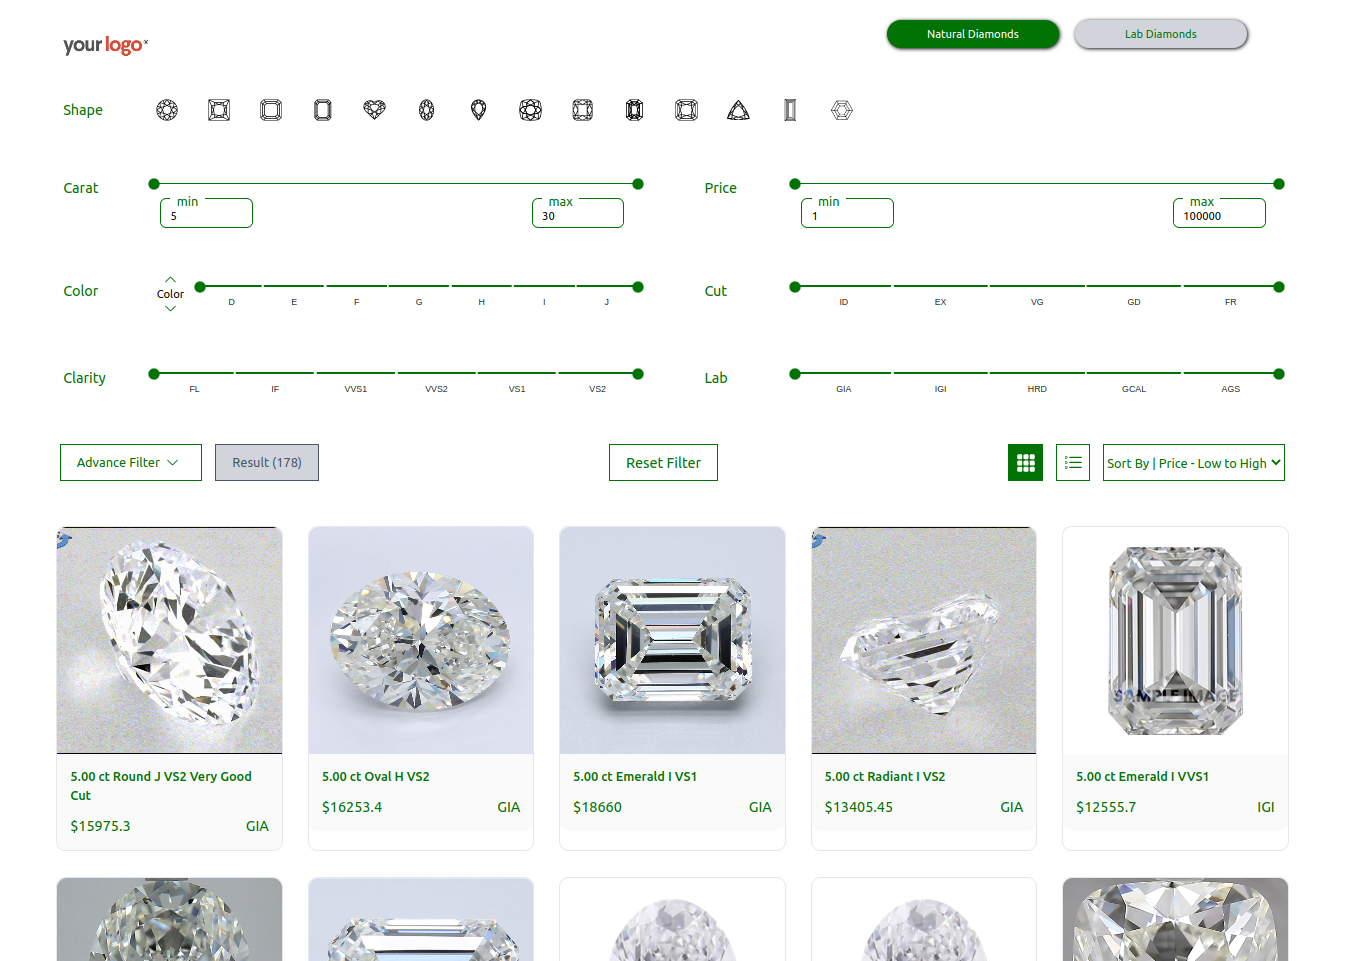 your logo
Natural Diamonds
Lab Diamonds
Shape
Carat
min
5
max
30
Price
min
1
max
100000
Color
Color
D E F G H I J
Cut
ID EX VG GD FR
Clarity
FL IF VVS1 VVS2 VS1 VS2
Lab
GIA IGI HRD GCAL AGS
Advance Filter
Result (178)
Reset Filter
Sort By | Price - Low to High
SAMPLE IMAGE
5.00 ct Round J VS2 Very Good
Cut
$15975.3 GIA
5.00 ct Oval H VS2
$16253.4 GIA
5.00 ct Emerald I VS1
$18660 GIA
5.00 ct Radiant I VS2
$13405.45 GIA
5.00 ct Emerald I VVS1
$12555.7 IGI